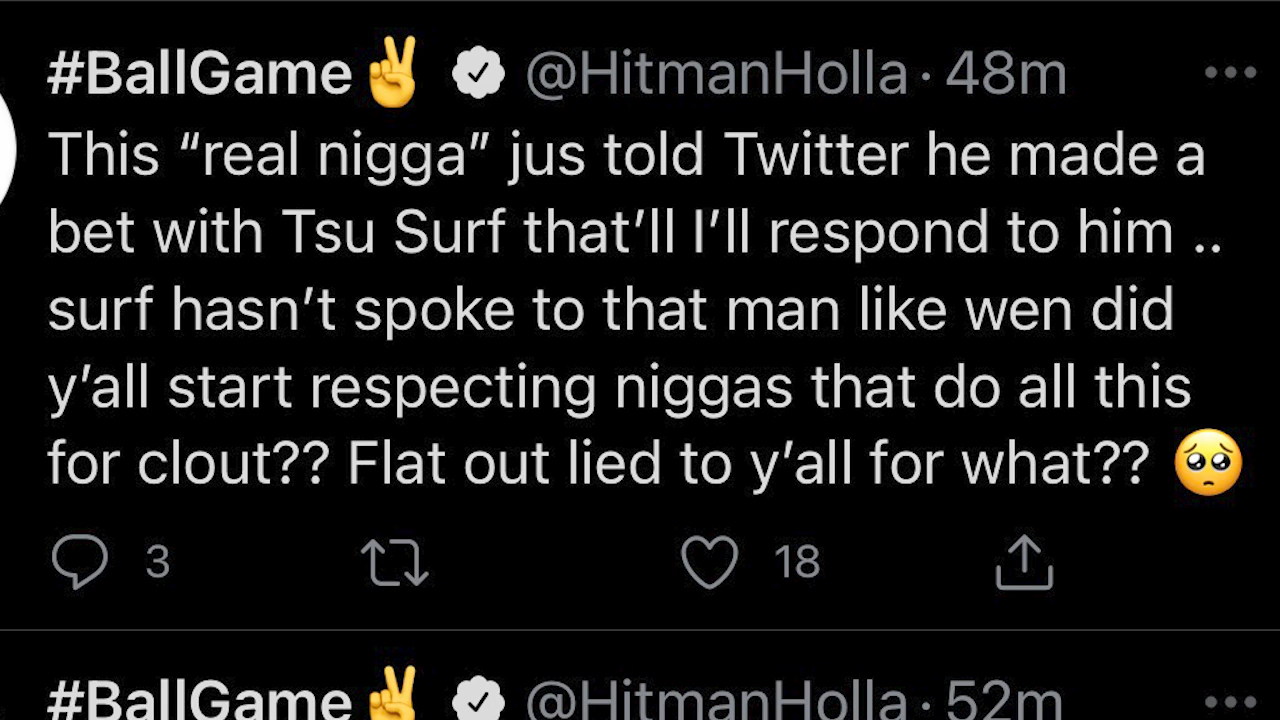 #BallGame✌️ @HitmanHolla · 48m
This “real nigga” jus told Twitter he made a
bet with Tsu Surf that’ll I’ll respond to him ..
surf hasn’t spoke to that man like wen did
y’all start respecting niggas that do all this
for clout?? Flat out lied to y’all for what?? 🥺
3 18
#BallGame✌️ @HitmanHolla · 52m